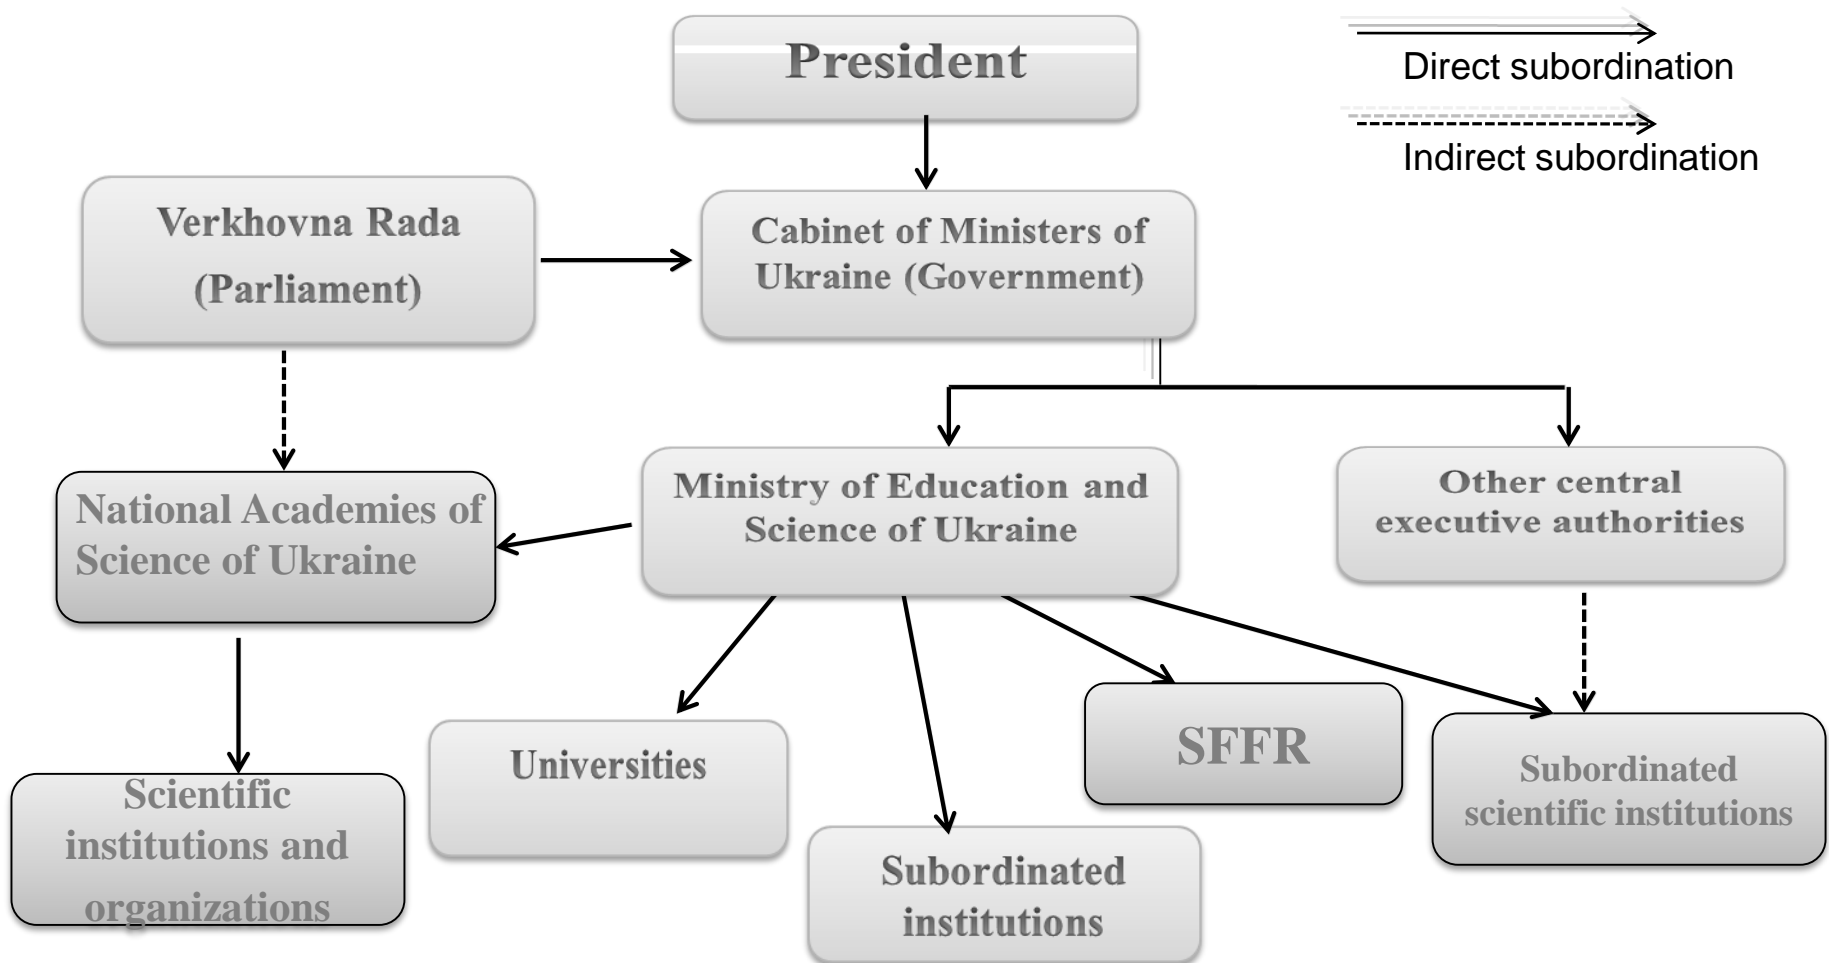 President
Direct subordination
Indirect subordination
Verkhovna Rada
(Parliament)
Cabinet of Ministers of
Ukraine (Government)
National Academies of
Science of Ukraine
Ministry of Education and
Science of Ukraine
Other central
executive authorities
Scientific
institutions and
organizations
Universities
Subordinated
institutions
SFFR
Subordinated
scientific institutions